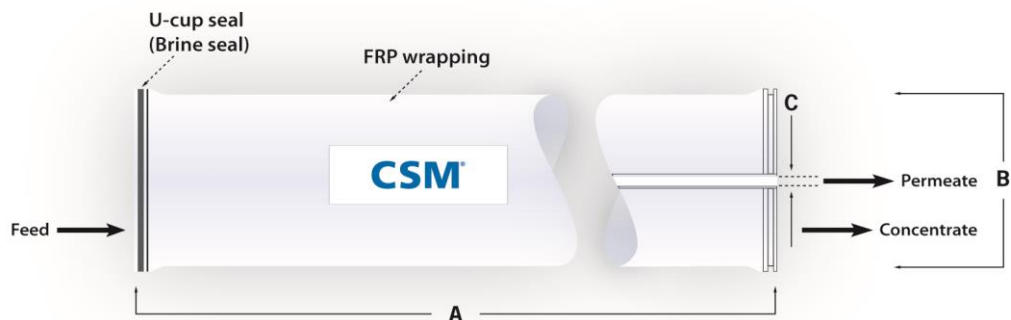 U-cup seal
(Brine seal)
FRP wrapping
C
CSM®
Permeate
B
Feed
Concentrate
A